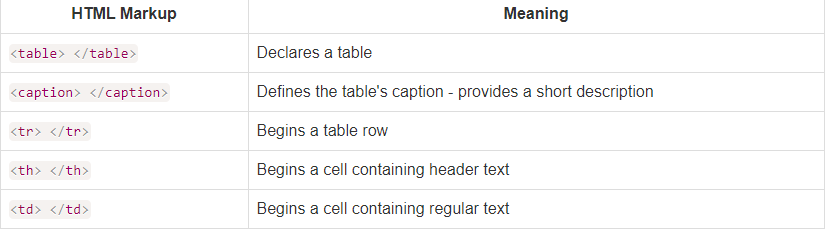 HTML Markup Meaning
<table> </table> Declares a table
<caption> </caption> Defines the table's caption - provides a short description
<tr> </tr> Begins a table row
<th> </th> Begins a cell containing header text
<td> </td> Begins a cell containing regular text